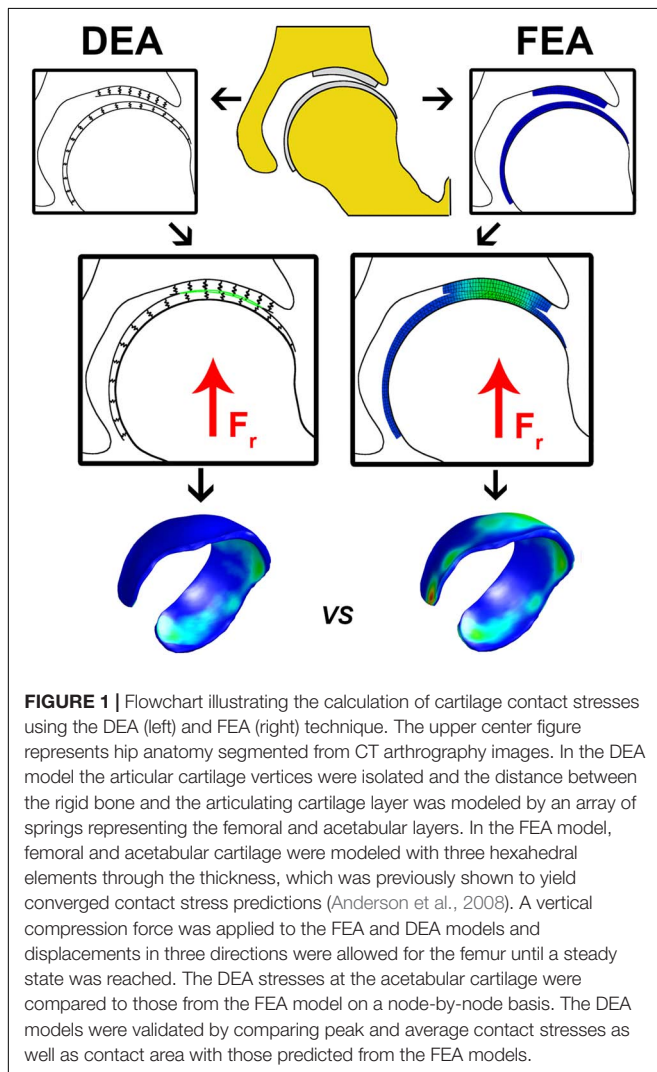 DEA
FEA
F_r
F_r
VS
FIGURE 1 | Flowchart illustrating the calculation of cartilage contact stresses
using the DEA (left) and FEA (right) technique. The upper center figure
represents hip anatomy segmented from CT arthrography images. In the DEA
model the articular cartilage vertices were isolated and the distance between
the rigid bone and the articulating cartilage layer was modeled by an array of
springs representing the femoral and acetabular layers. In the FEA model,
femoral and acetabular cartilage were modeled with three hexahedral
elements through the thickness, which was previously shown to yield
converged contact stress predictions (Anderson et al., 2008). A vertical
compression force was applied to the FEA and DEA models and
displacements in three directions were allowed for the femur until a steady
state was reached. The DEA stresses at the acetabular cartilage were
compared to those from the FEA model on a node-by-node basis. The DEA
models were validated by comparing peak and average contact stresses as
well as contact area with those predicted from the FEA models.